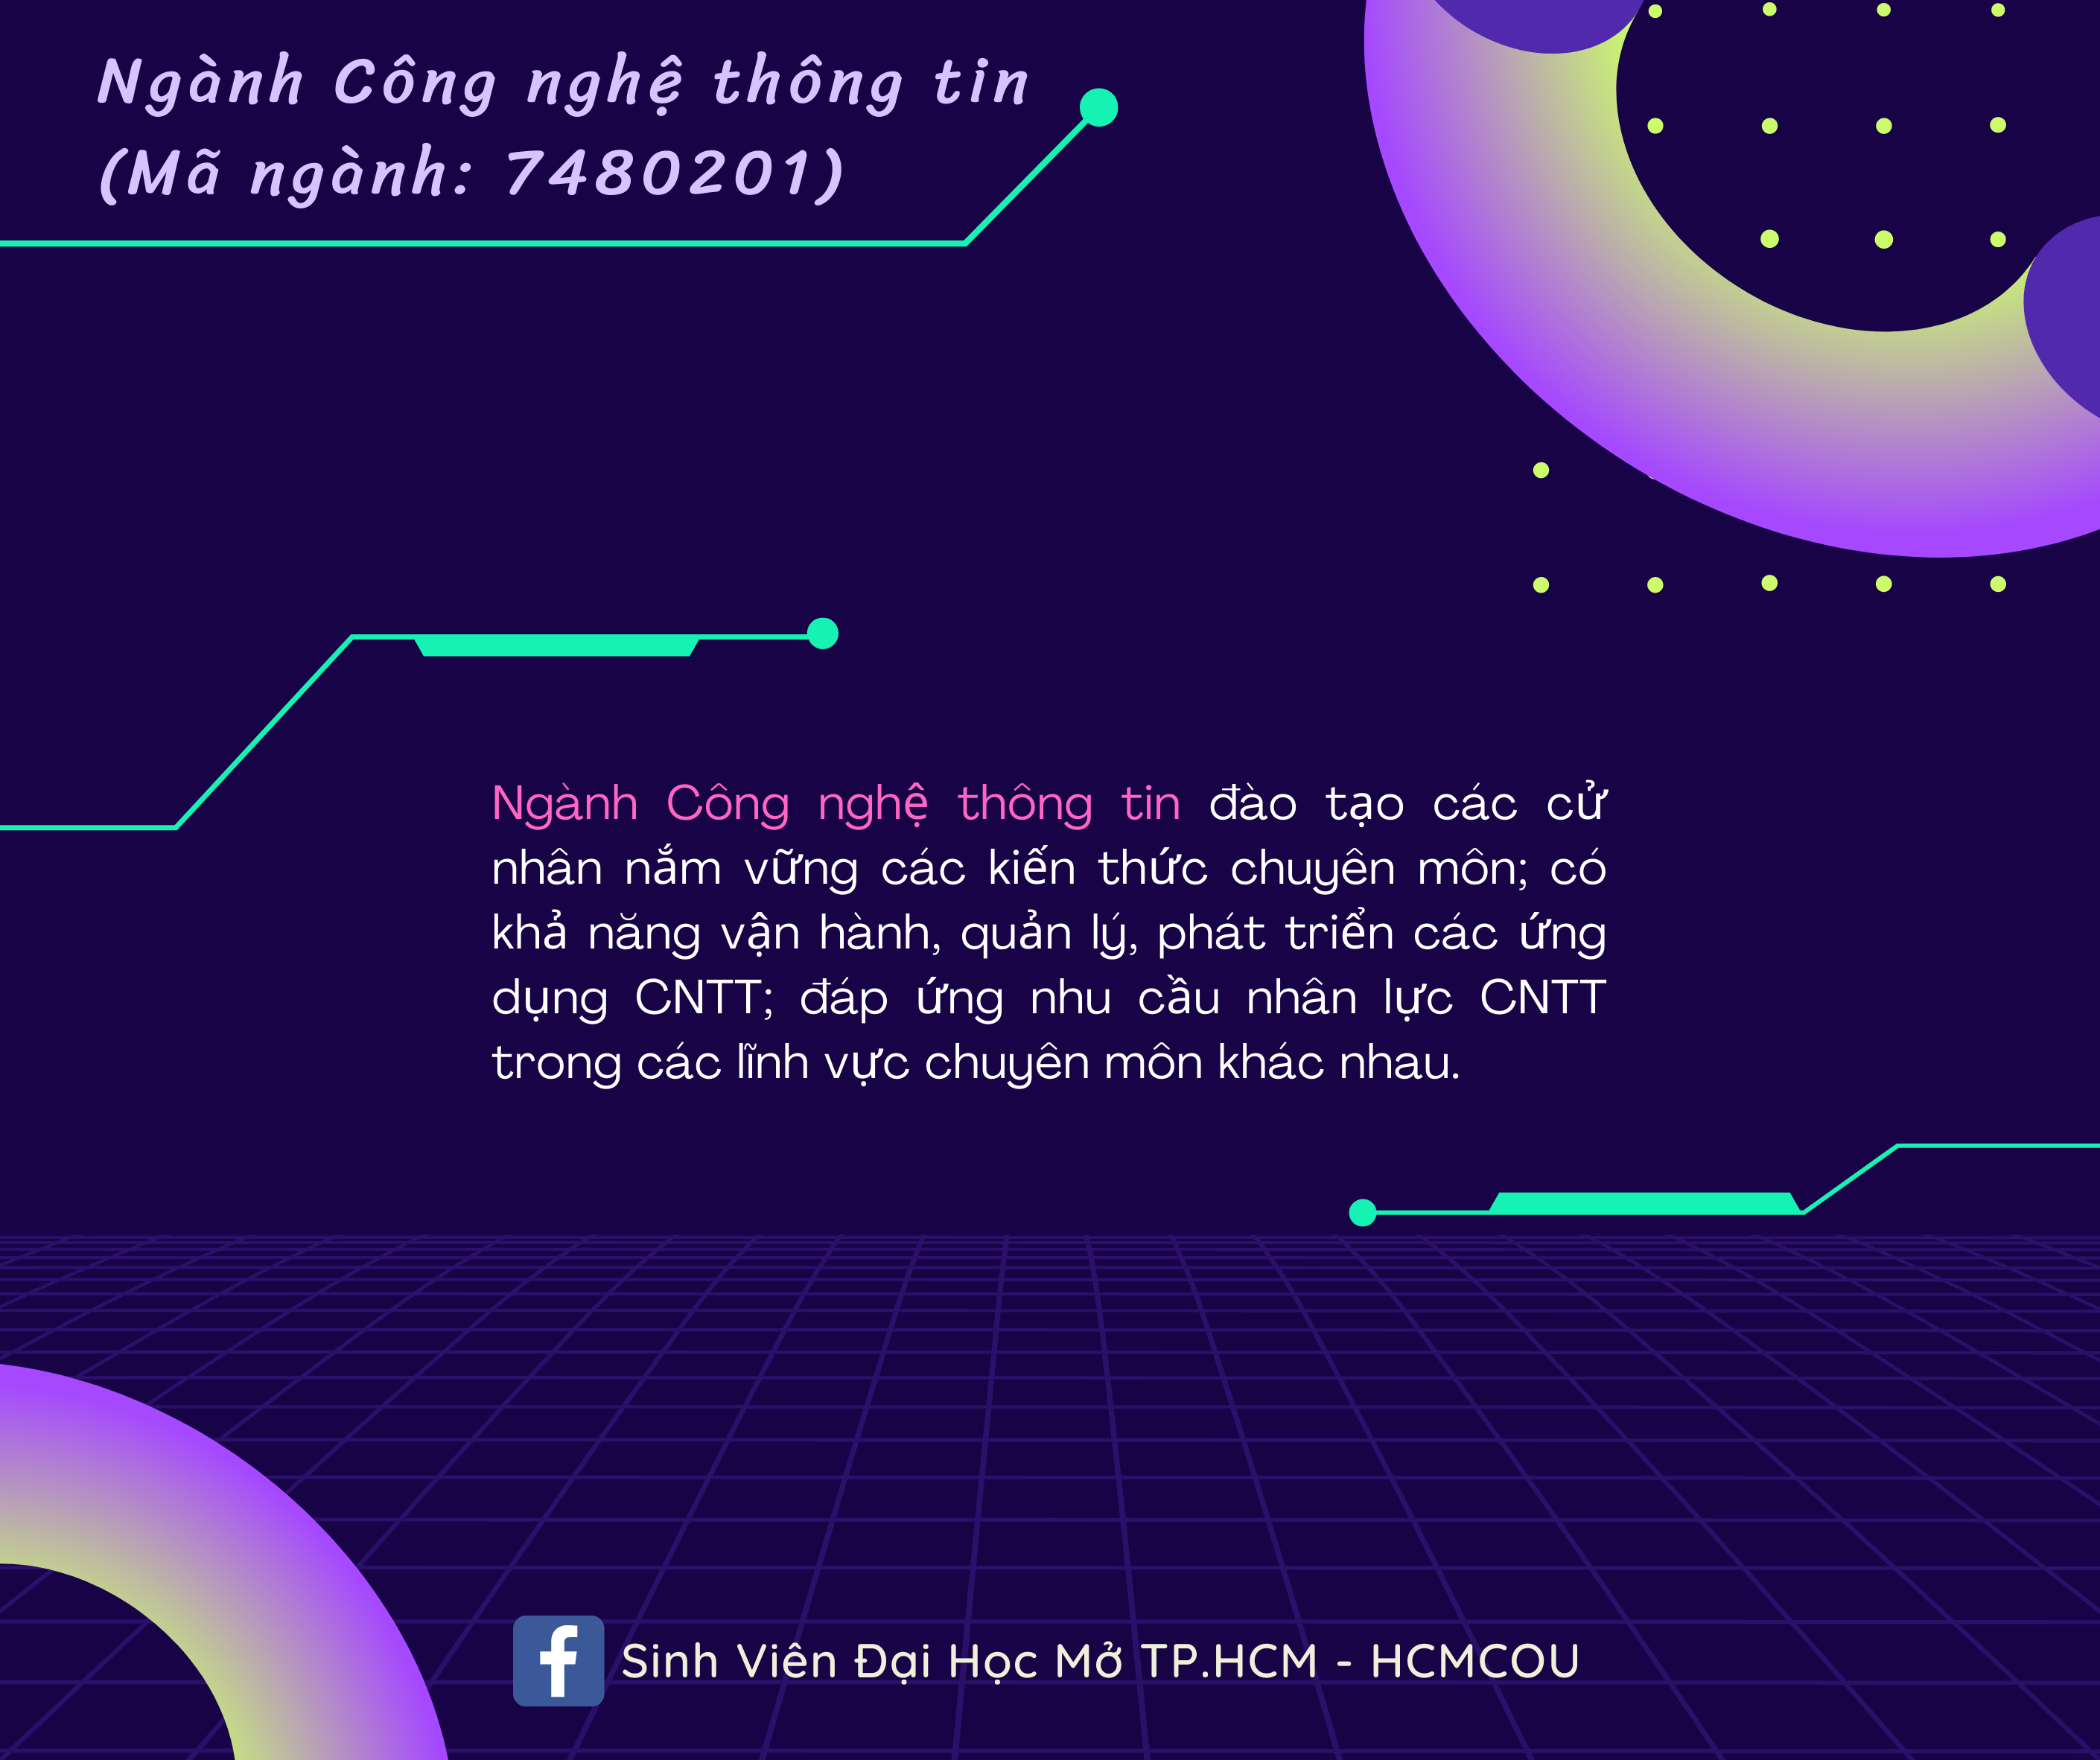 Ngành Công nghệ thông tin
(Mã ngành: 7480201)
Ngành Công nghệ thông tin đào tạo các cử
nhân nắm vững các kiến thức chuyên môn; có
khả năng vận hành, quản lý, phát triển các ứng
dụng CNTT; đáp ứng nhu cầu nhân lực CNTT
trong các lĩnh vực chuyên môn khác nhau.
Sinh Viên Đại Học Mở TP.HCM - HCMCOU